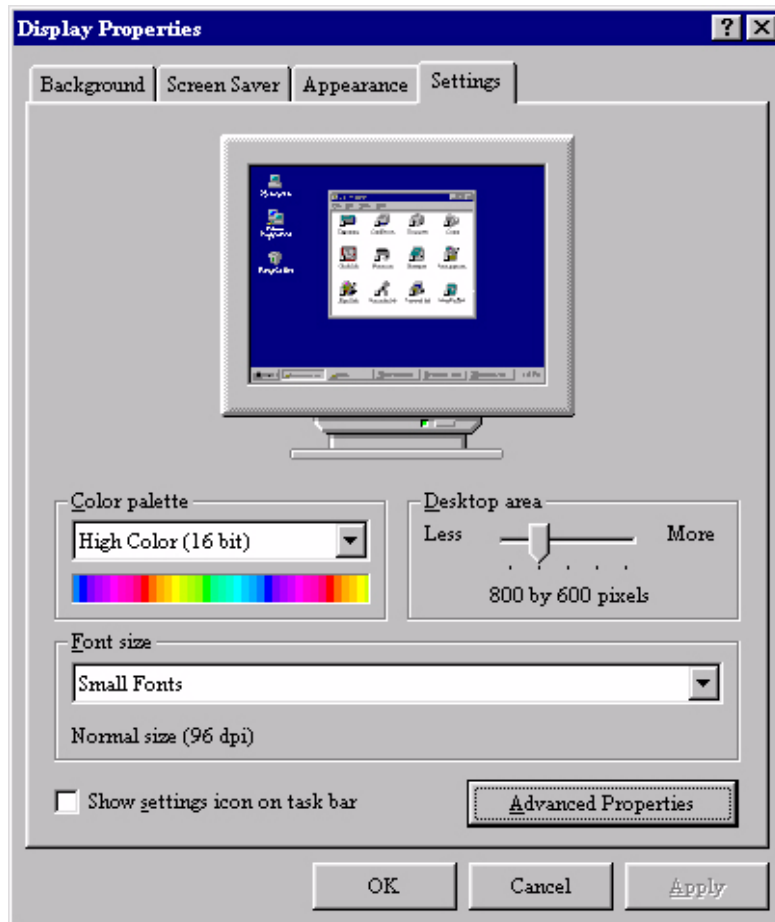 Display Properties
Background Screen Saver Appearance Settings
Color palette
High Color (16 bit)
Desktop area
Less More
800 by 600 pixels
Font size
Small Fonts
Normal size (96 dpi)
Show settings icon on task bar
Advanced Properties
OK Cancel Apply